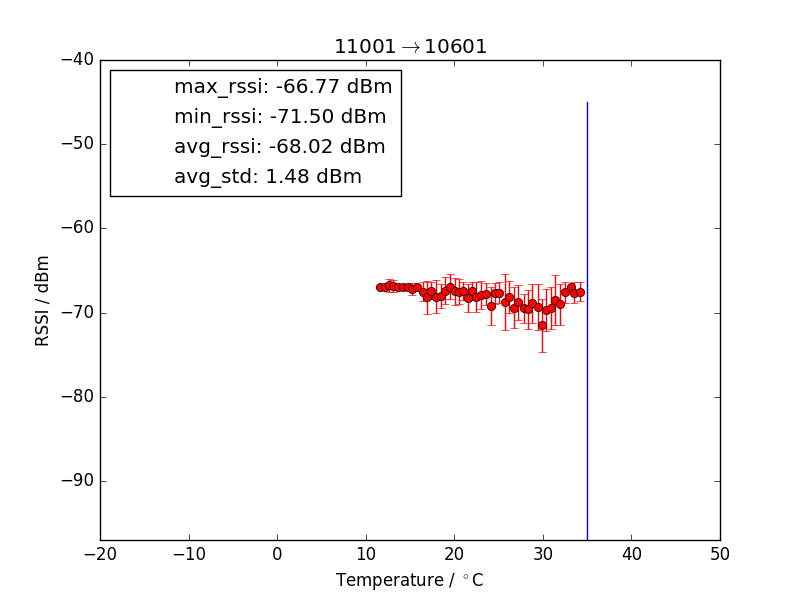 11001→10601
max_rssi: -66.77 dBm
min_rssi: -71.50 dBm
avg_rssi: -68.02 dBm
avg_std: 1.48 dBm
−40
−50
−60
−70
−80
−90
RSSI / dBm
−20 −10 0 10 20 30 40 50
Temperature / °C